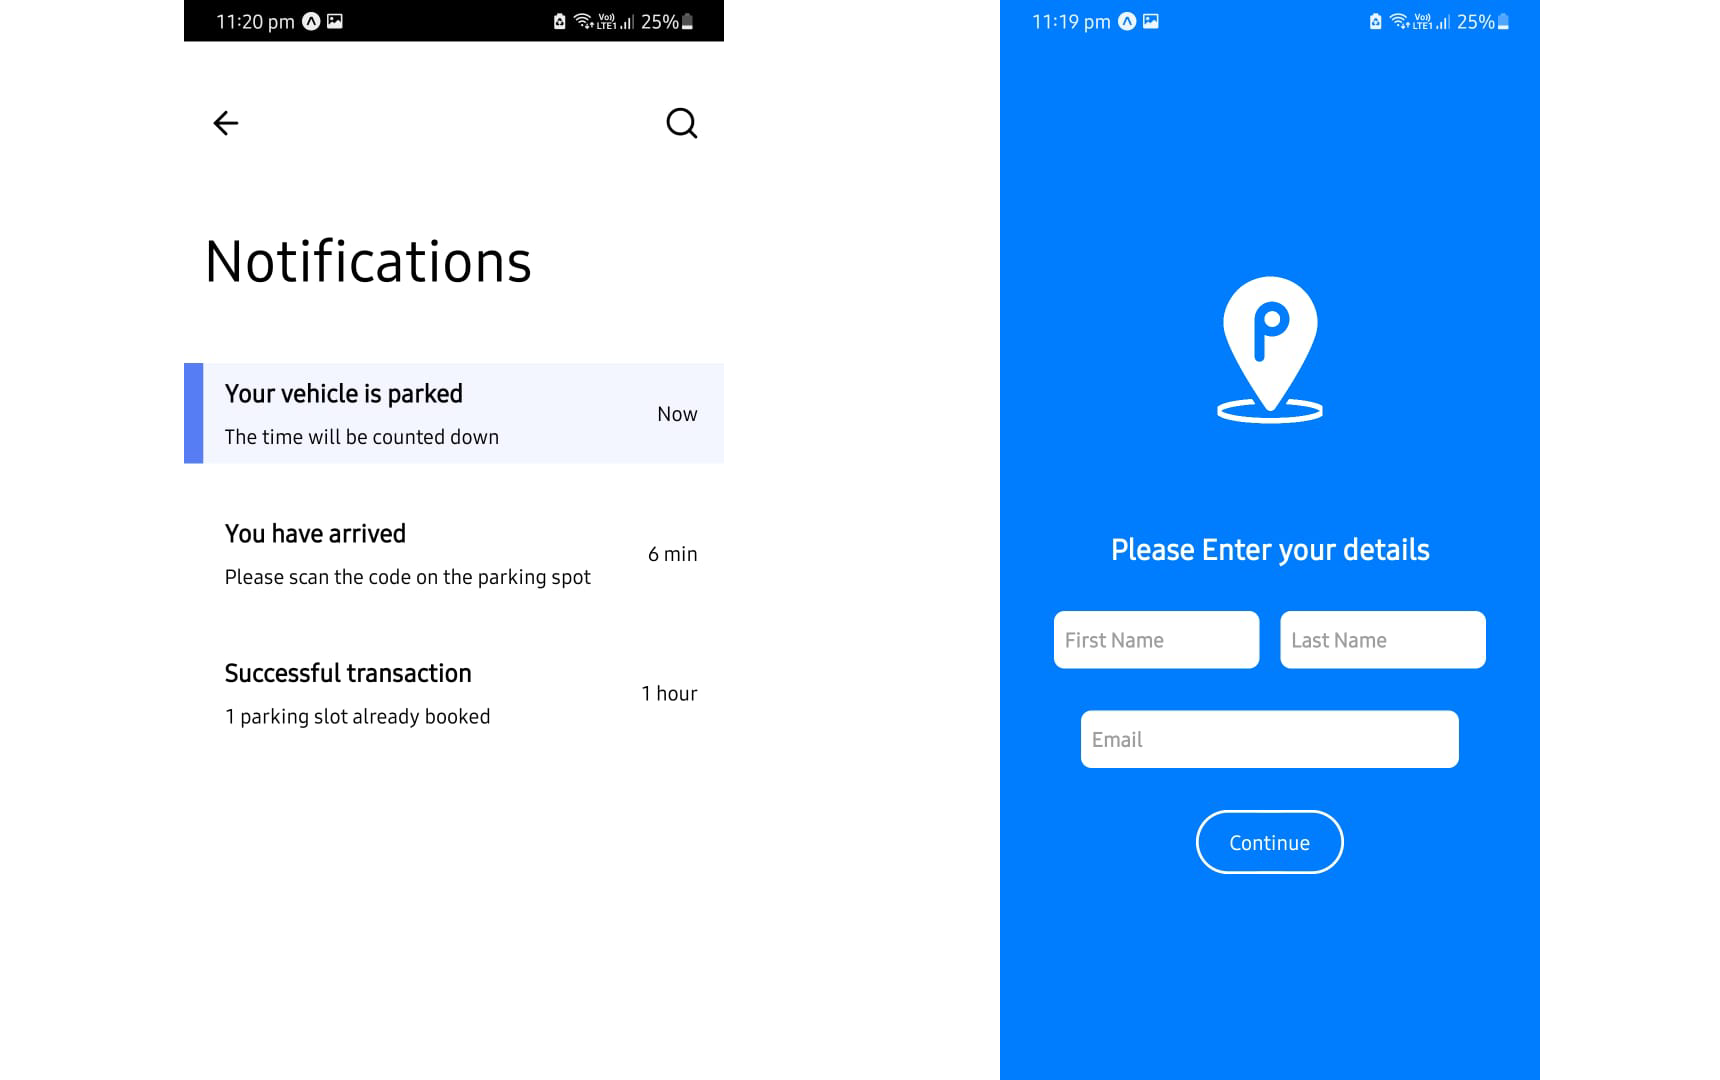 11:20 pm
Vo)) LTE1 25%
Notifications
Your vehicle is parked
The time will be counted down
Now
You have arrived
Please scan the code on the parking spot
6 min
Successful transaction
1 parking slot already booked
1 hour
11:19 pm
Vo)) LTE1 25%
P
Please Enter your details
First Name
Last Name
Email
Continue